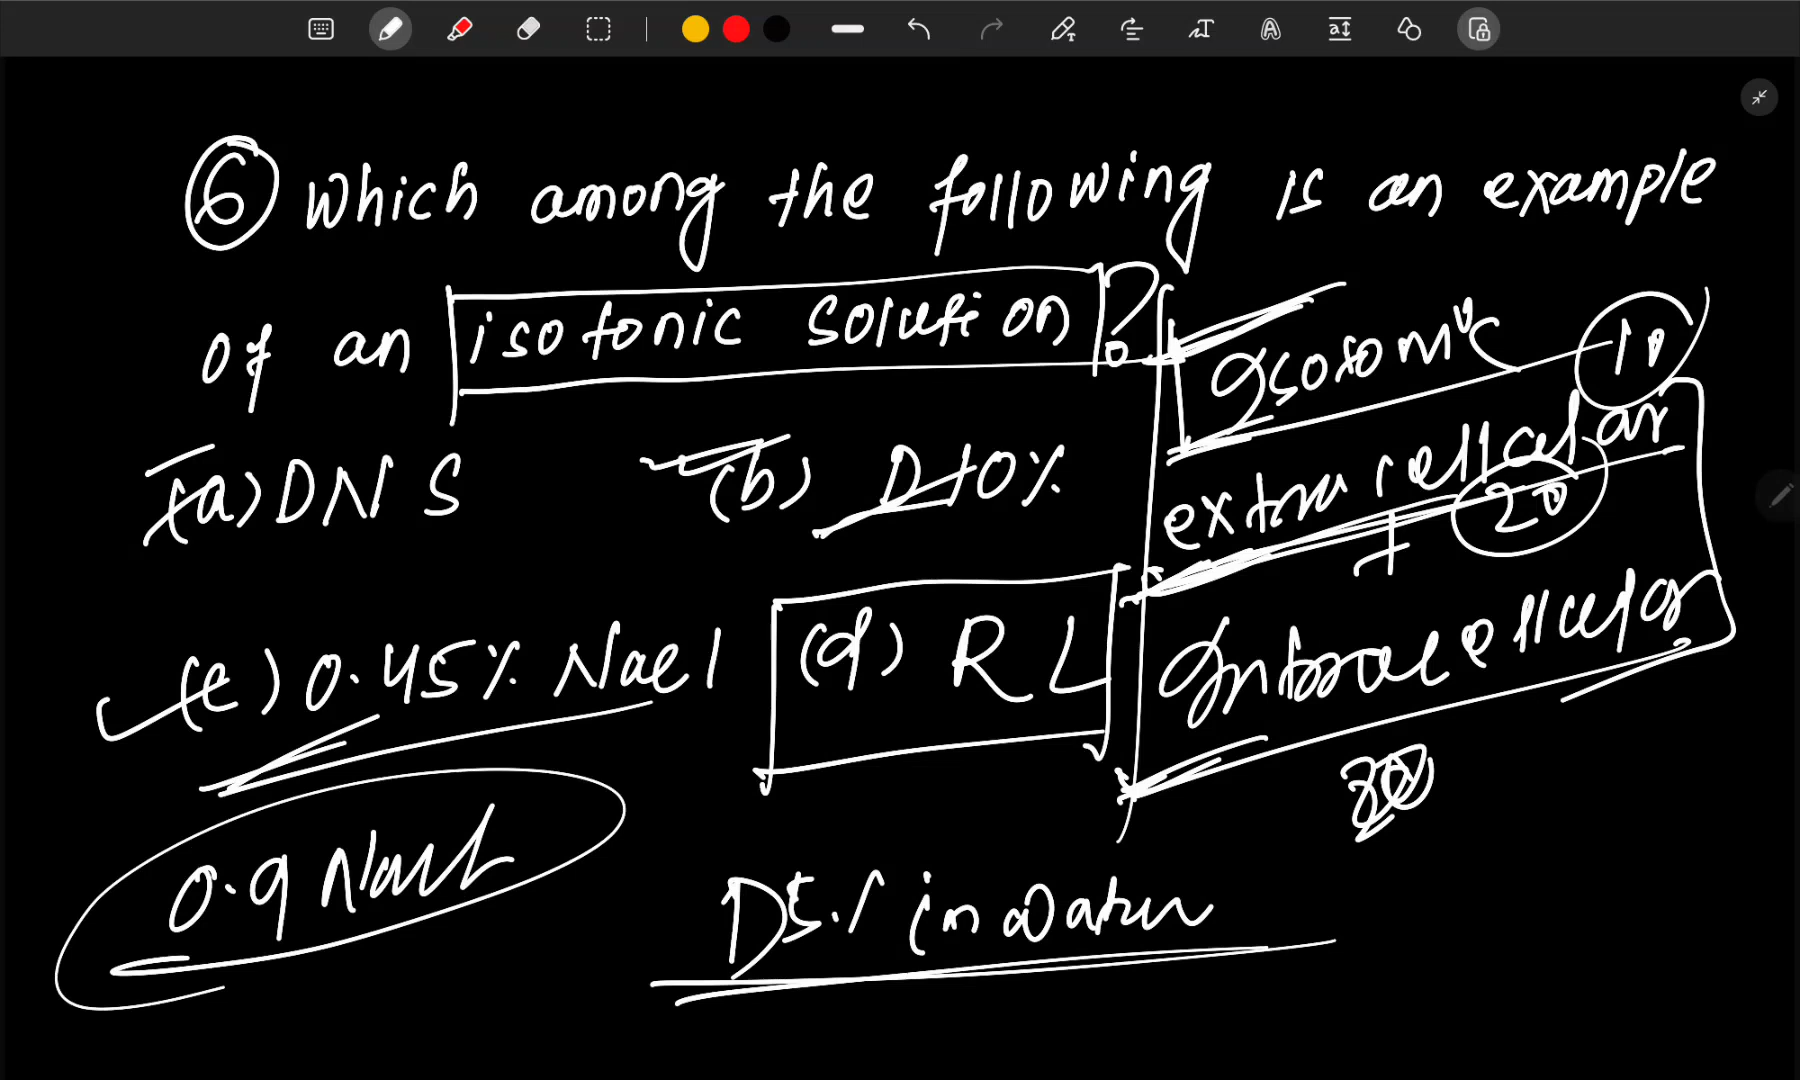 6 Which among the following is an example
of an isotonic solution ?
(a) DNS (b) D10%
(c) 0.45% NaCl (d) RL
Isotonic 10
extracellular 20
+
Intracellular
0.9 NaCl
D5% in water